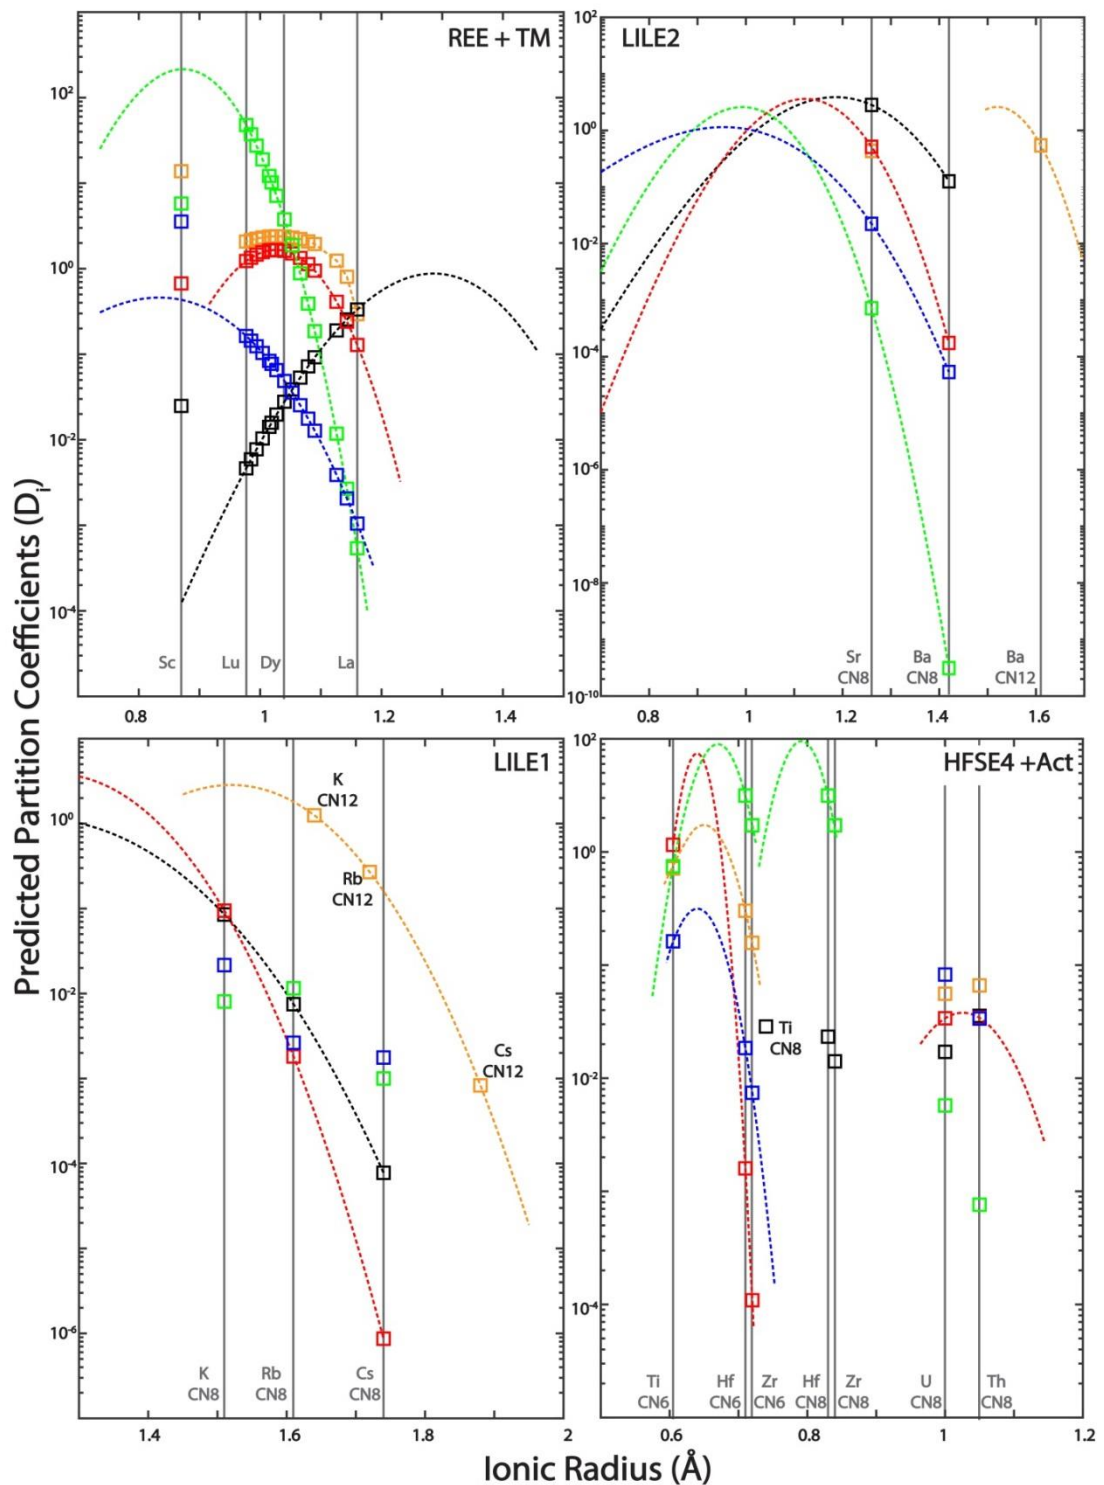 REE + TM
10²
10⁰
10⁻²
10⁻⁴
Sc
Lu
Dy
La
0.8
1
1.2
1.4
LILE2
10²
10⁰
10⁻²
10⁻⁴
10⁻⁶
10⁻⁸
10⁻¹⁰
Sr
CN8
Ba
CN8
Ba
CN12
0.8
1
1.2
1.4
1.6
Predicted Partition Coefficients (Dᵢ)
LILE1
10⁰
10⁻²
10⁻⁴
10⁻⁶
K
CN12
Rb
CN12
Cs
CN12
K
CN8
Rb
CN8
Cs
CN8
1.4
1.6
1.8
2
HFSE4 +Act
10²
10⁰
10⁻²
10⁻⁴
Ti
CN8
Ti
CN6
Hf
CN6
Zr
CN6
Hf
CN8
Zr
CN8
U
CN8
Th
CN8
0.6
0.8
1
1.2
Ionic Radius (Å)